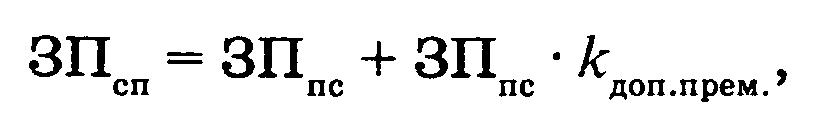 ЗП_сп = ЗП_пс + ЗП_пс · k_доп.прем.,